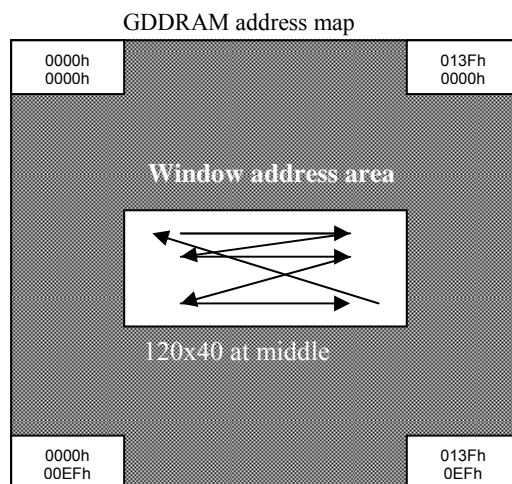 GDDRAM address map
0000h
0000h
013Fh
0000h
Window address area
120x40 at middle
0000h
00EFh
013Fh
0EFh